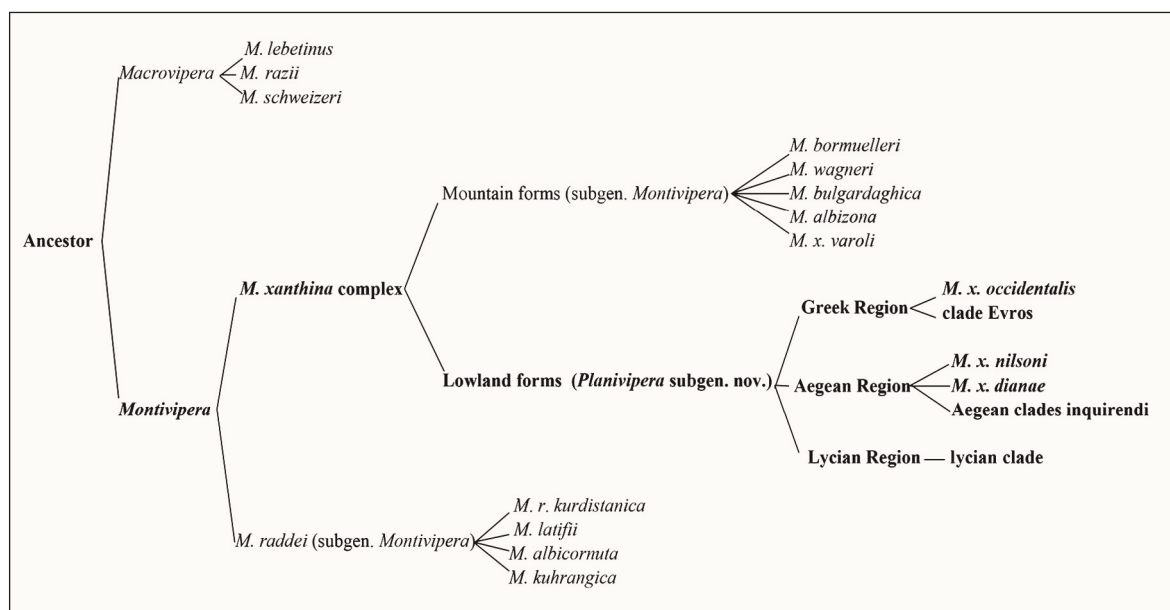 M. lebetinus
Macrovipera
M. razii
M. schweizeri
M. bormuelleri
M. wagneri
Mountain forms (subgen. Montivipera)
M. bulgardaghica
M. albizona
M. x. varoli
Ancestor
M. xanthina complex
M. x. occidentalis
Greek Region
clade Evros
M. x. nilsoni
Lowland forms (Planivipera subgen. nov.)
Aegean Region
M. x. dianae
Aegean clades inquirendi
Montivipera
Lycian Region
lycian clade
M. r. kurdistanica
M. latifii
M. raddei (subgen. Montivipera)
M. albicornuta
M. kuhrangica